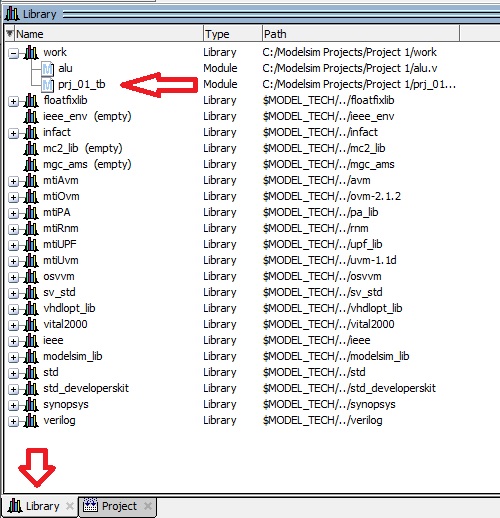 Library
Name Type Path
work Library C:/Modelsim Projects/Project 1/work
alu Module C:/Modelsim Projects/Project 1/alu.v
prj_01_tb Module C:/Modelsim Projects/Project 1/prj_01...
floatfixlib Library $MODEL_TECH/../floatfixlib
ieee_env (empty) Library $MODEL_TECH/../ieee_env
infact Library $MODEL_TECH/../infact
mc2_lib (empty) Library $MODEL_TECH/../mc2_lib
mgc_ams (empty) Library $MODEL_TECH/../mgc_ams
mtiAvm Library $MODEL_TECH/../avm
mtiOvm Library $MODEL_TECH/../ovm-2.1.2
mtiPA Library $MODEL_TECH/../pa_lib
mtiRnm Library $MODEL_TECH/../rnm
mtiUPF Library $MODEL_TECH/../upf_lib
mtiUvm Library $MODEL_TECH/../uvm-1.1d
osvvm Library $MODEL_TECH/../osvvm
sv_std Library $MODEL_TECH/../sv_std
vhdlopt_lib Library $MODEL_TECH/../vhdlopt_lib
vital2000 Library $MODEL_TECH/../vital2000
ieee Library $MODEL_TECH/../ieee
modelsim_lib Library $MODEL_TECH/../modelsim_lib
std Library $MODEL_TECH/../std
std_developerskit Library $MODEL_TECH/../std_developerskit
synopsys Library $MODEL_TECH/../synopsys
verilog Library $MODEL_TECH/../verilog
Library Project